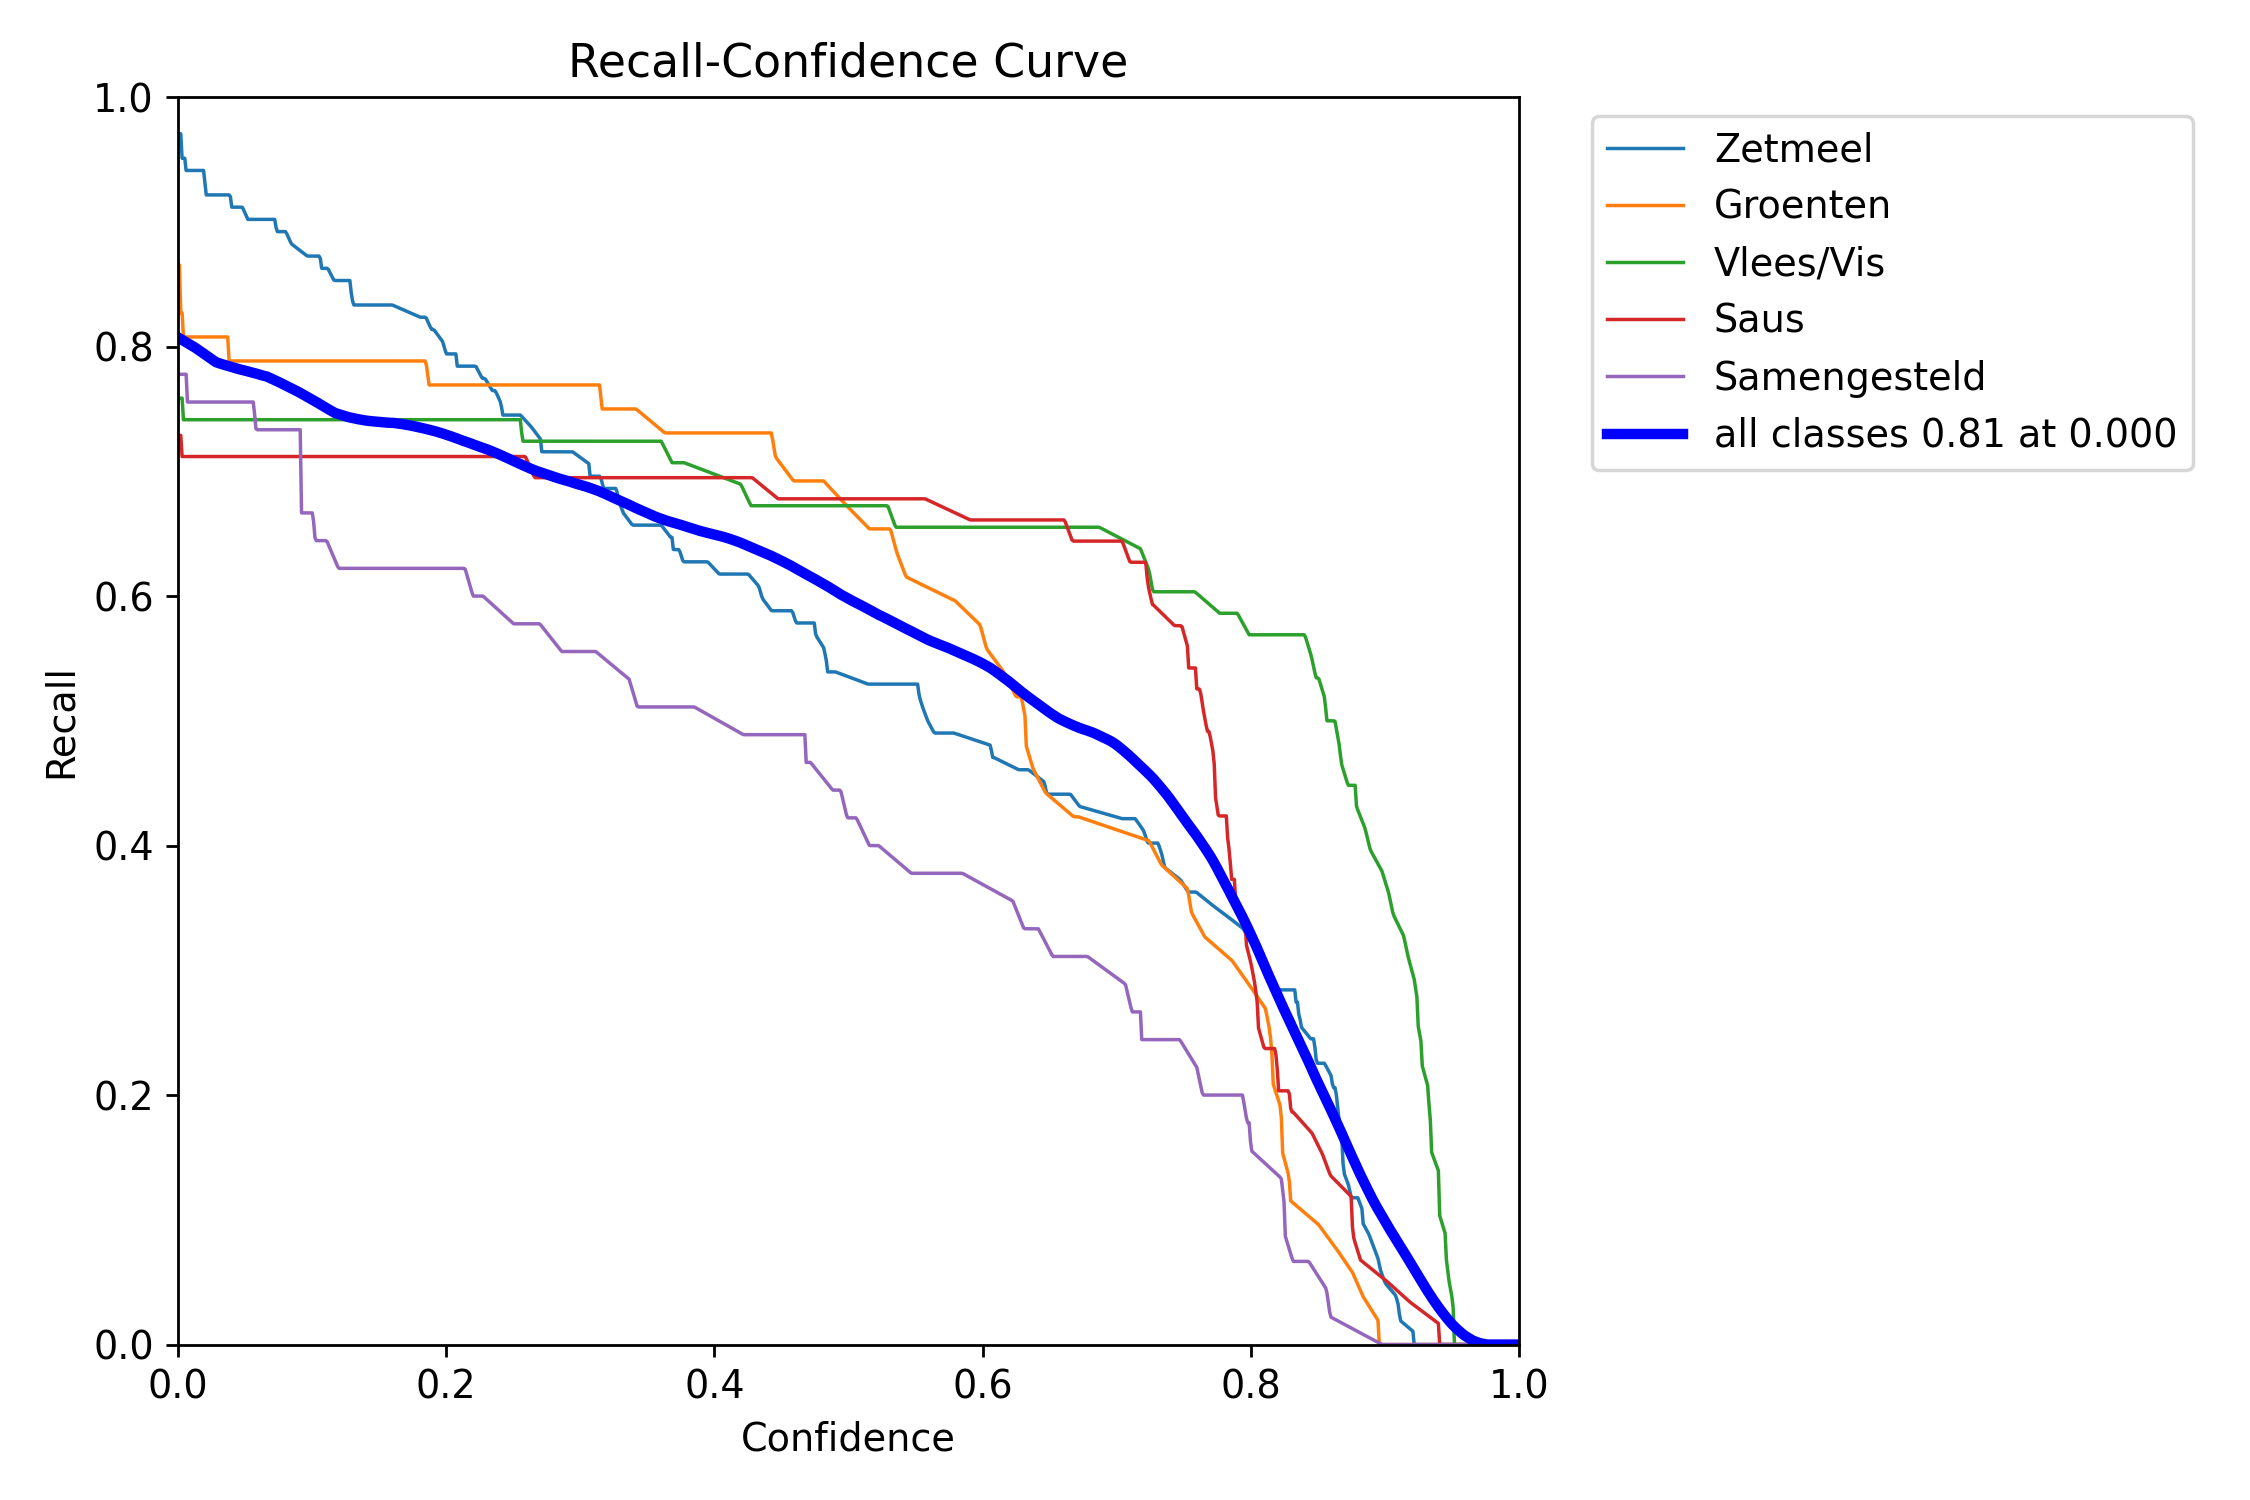 Recall-Confidence Curve
1.0
0.8
0.6
0.4
0.2
0.0
Recall
0.0 0.2 0.4 0.6 0.8 1.0
Confidence
Zetmeel
Groenten
Vlees/Vis
Saus
Samengesteld
all classes 0.81 at 0.000